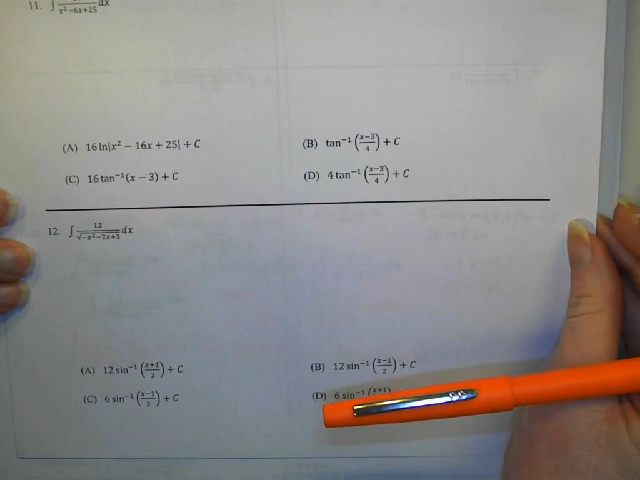 11. ∫ / x²−6x+25 dx
(A) 16 ln|x² − 16x + 25| + C
(B) tan⁻¹ ((x−3)/4) + C
(C) 16 tan⁻¹(x − 3) + C
(D) 4 tan⁻¹ ((x−3)/4) + C
12. ∫ 12/√(−x²−2x+3) dx
(A) 12 sin⁻¹ ((x+1)/2) + C
(B) 12 sin⁻¹ ((x−1)/2) + C
(C) 6 sin⁻¹ ((x−1)/2) + C
(D) 6 sin⁻¹ (x+1)